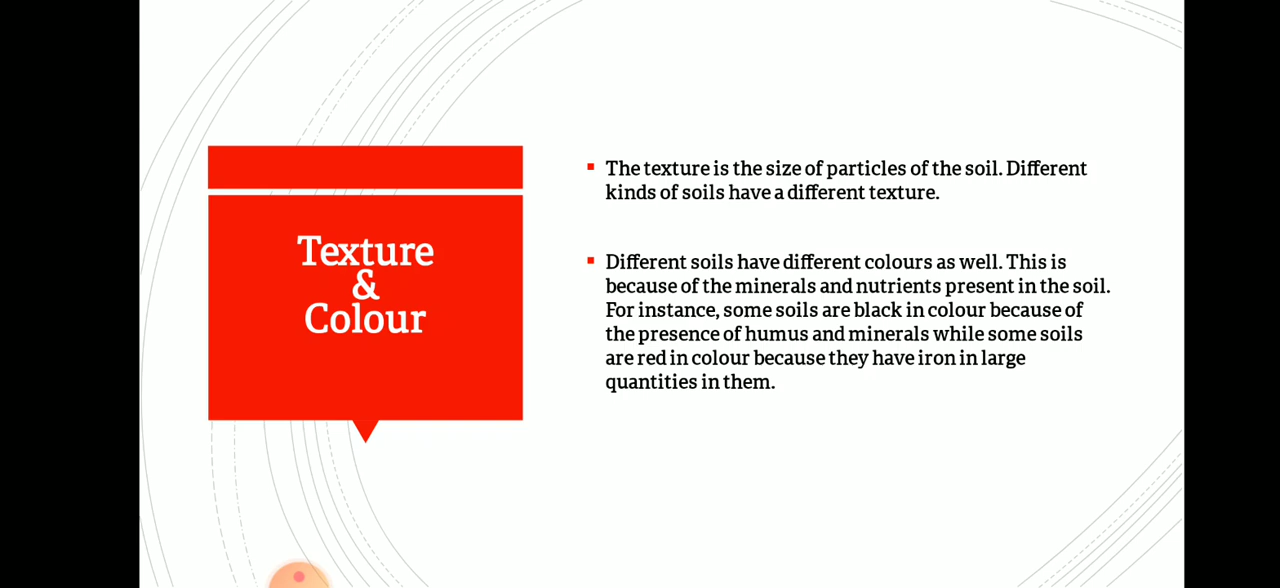 Texture
&
Colour
▪ The texture is the size of particles of the soil. Different
kinds of soils have a different texture.
▪ Different soils have different colours as well. This is
because of the minerals and nutrients present in the soil.
For instance, some soils are black in colour because of
the presence of humus and minerals while some soils
are red in colour because they have iron in large
quantities in them.